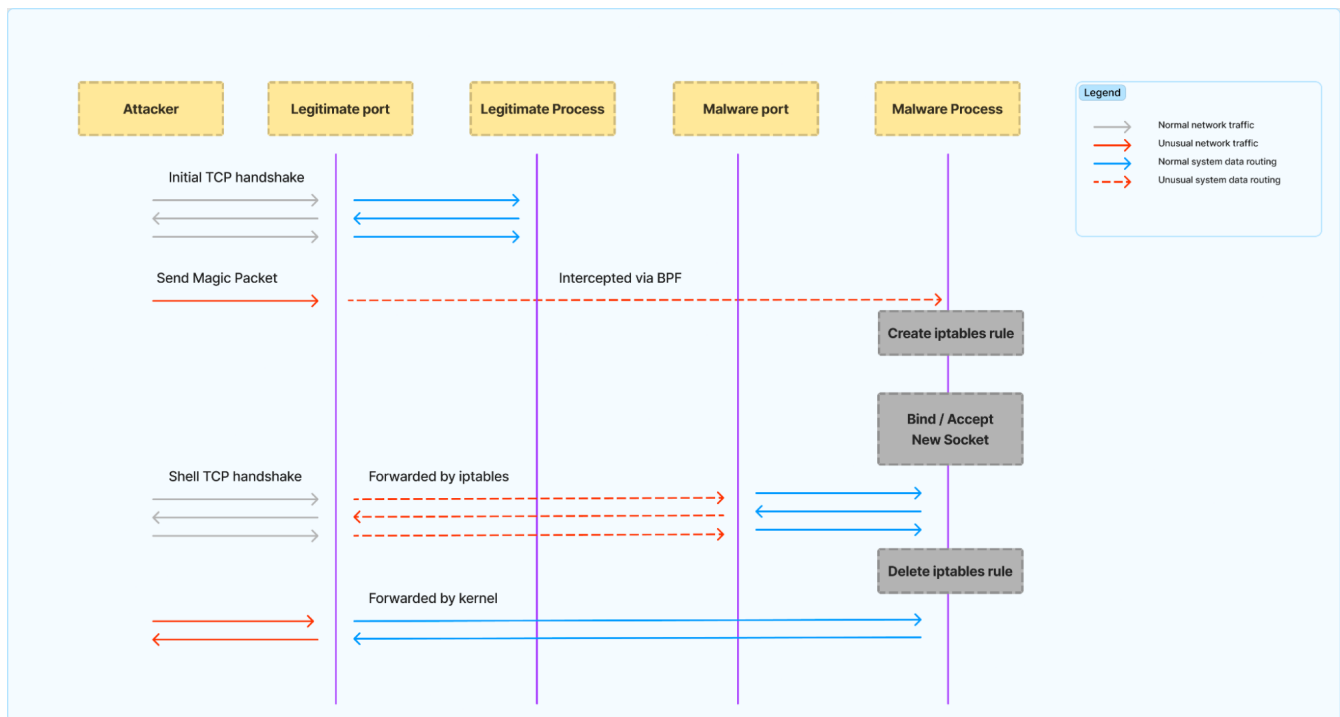 Attacker
Legitimate port
Legitimate Process
Malware port
Malware Process
Legend
Normal network traffic
Unusual network traffic
Normal system data routing
Unusual system data routing
Initial TCP handshake
Send Magic Packet
Intercepted via BPF
Create iptables rule
Bind / Accept
New Socket
Shell TCP handshake
Forwarded by iptables
Delete iptables rule
Forwarded by kernel